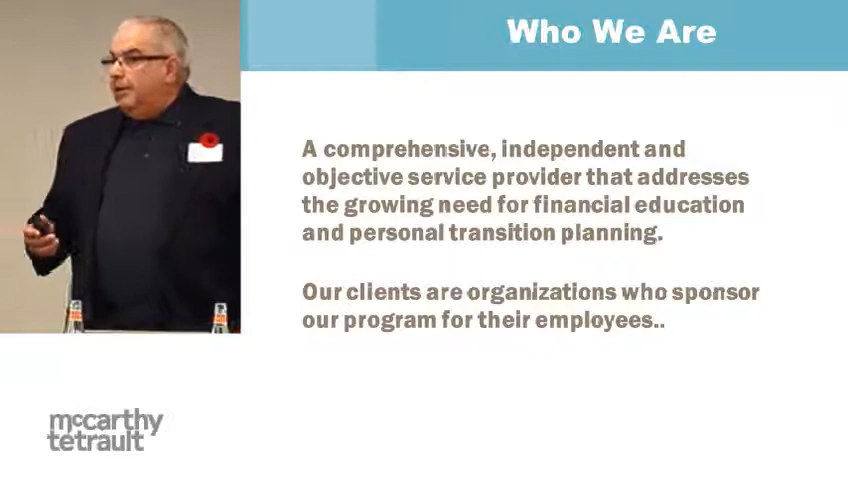 Who We Are
A comprehensive, independent and
objective service provider that addresses
the growing need for financial education
and personal transition planning.
Our clients are organizations who sponsor
our program for their employees..
mccarthy
tetrault